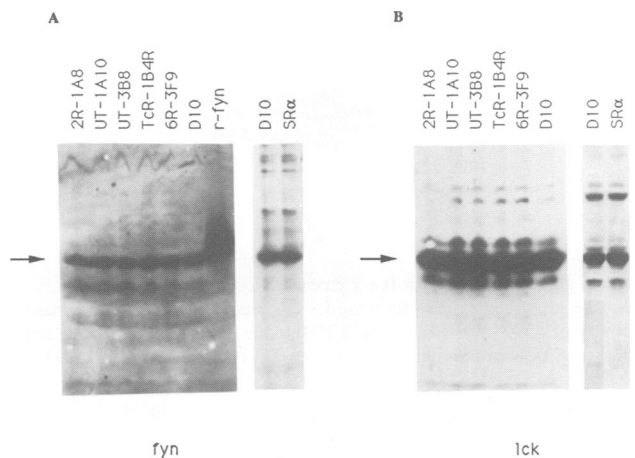 A
2R-1A8
UT-1A10
UT-3B8
TcR-1B4R
6R-3F9
D10
r-fyn
D10
SRα
fyn
B
2R-1A8
UT-1A10
UT-3B8
TcR-1B4R
6R-3F9
D10
D10
SRα
lck